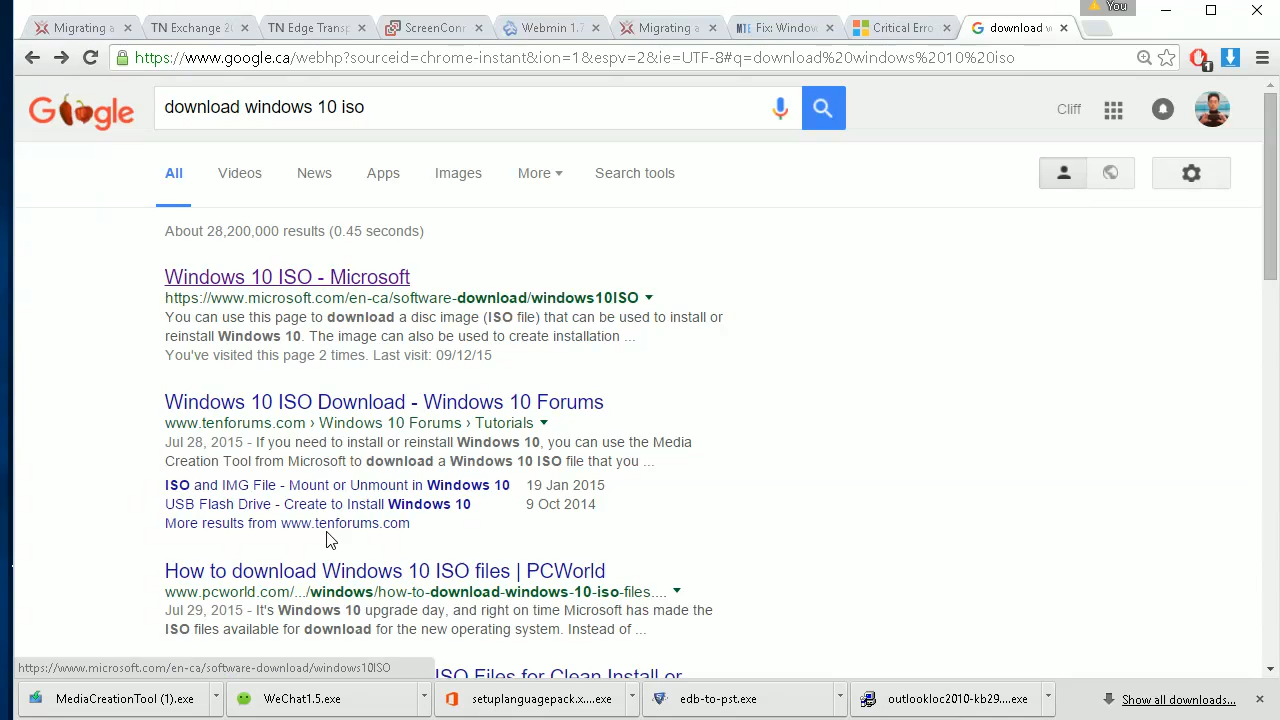 You
Migrating a
TN Exchange 20
TN Edge Transp
ScreenConn
Webmin 1.7
Migrating a
MTE Fix: Window
Critical Erro
download w
https://www.google.ca/webhp?sourceid=chrome-instant&ion=1&espv=2&ie=UTF-8#q=download%20windows%2010%20iso
1
Google
download windows 10 iso
Cliff
All
Videos
News
Apps
Images
More
Search tools
About 28,200,000 results (0.45 seconds)
Windows 10 ISO - Microsoft
https://www.microsoft.com/en-ca/software-download/windows10ISO
You can use this page to download a disc image (ISO file) that can be used to install or
reinstall Windows 10. The image can also be used to create installation ...
You've visited this page 2 times. Last visit: 09/12/15
Windows 10 ISO Download - Windows 10 Forums
www.tenforums.com › Windows 10 Forums › Tutorials
Jul 28, 2015 - If you need to install or reinstall Windows 10, you can use the Media
Creation Tool from Microsoft to download a Windows 10 ISO file that you ...
ISO and IMG File - Mount or Unmount in Windows 10 19 Jan 2015
USB Flash Drive - Create to Install Windows 10 9 Oct 2014
More results from www.tenforums.com
How to download Windows 10 ISO files | PCWorld
www.pcworld.com/.../windows/how-to-download-windows-10-iso-files....
Jul 29, 2015 - It's Windows 10 upgrade day, and right on time Microsoft has made the
ISO files available for download for the new operating system. Instead of ...
ISO Files for Clean Install or
https://www.microsoft.com/en-ca/software-download/windows10ISO
MediaCreationTool (1).exe
WeChat1.5.exe
setuplanguagepack.x....exe
edb-to-pst.exe
outlookloc2010-kb29....exe
Show all downloads...